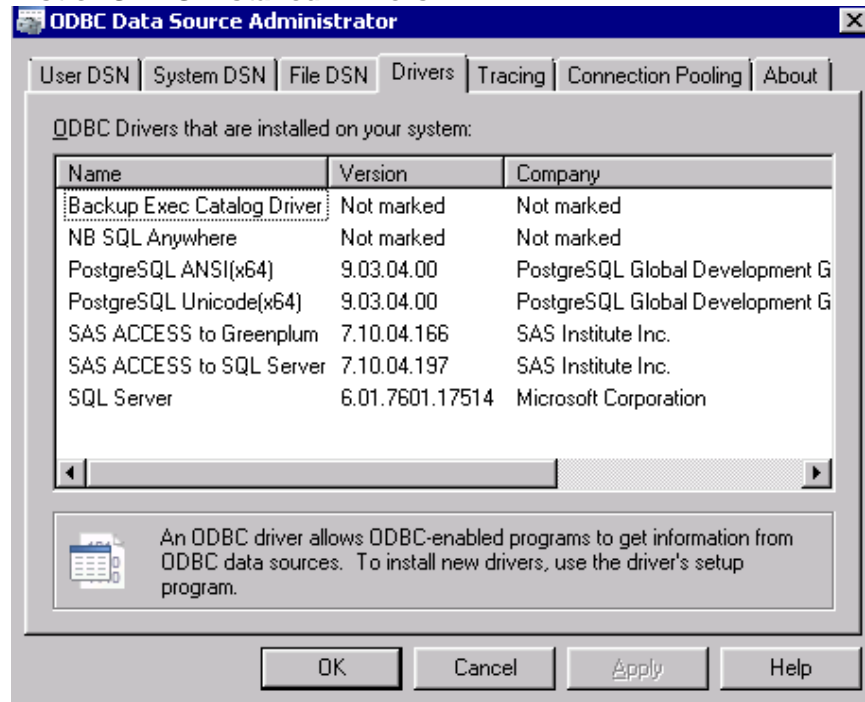 ODBC Data Source Administrator
User DSN System DSN File DSN Drivers Tracing Connection Pooling About
ODBC Drivers that are installed on your system:
Name Version Company
Backup Exec Catalog Driver Not marked Not marked
NB SQL Anywhere Not marked Not marked
PostgreSQL ANSI(x64) 9.03.04.00 PostgreSQL Global Development G
PostgreSQL Unicode(x64) 9.03.04.00 PostgreSQL Global Development G
SAS ACCESS to Greenplum 7.10.04.166 SAS Institute Inc.
SAS ACCESS to SQL Server 7.10.04.197 SAS Institute Inc.
SQL Server 6.01.7601.17514 Microsoft Corporation
An ODBC driver allows ODBC-enabled programs to get information from
ODBC data sources. To install new drivers, use the driver's setup
program.
OK Cancel Apply Help